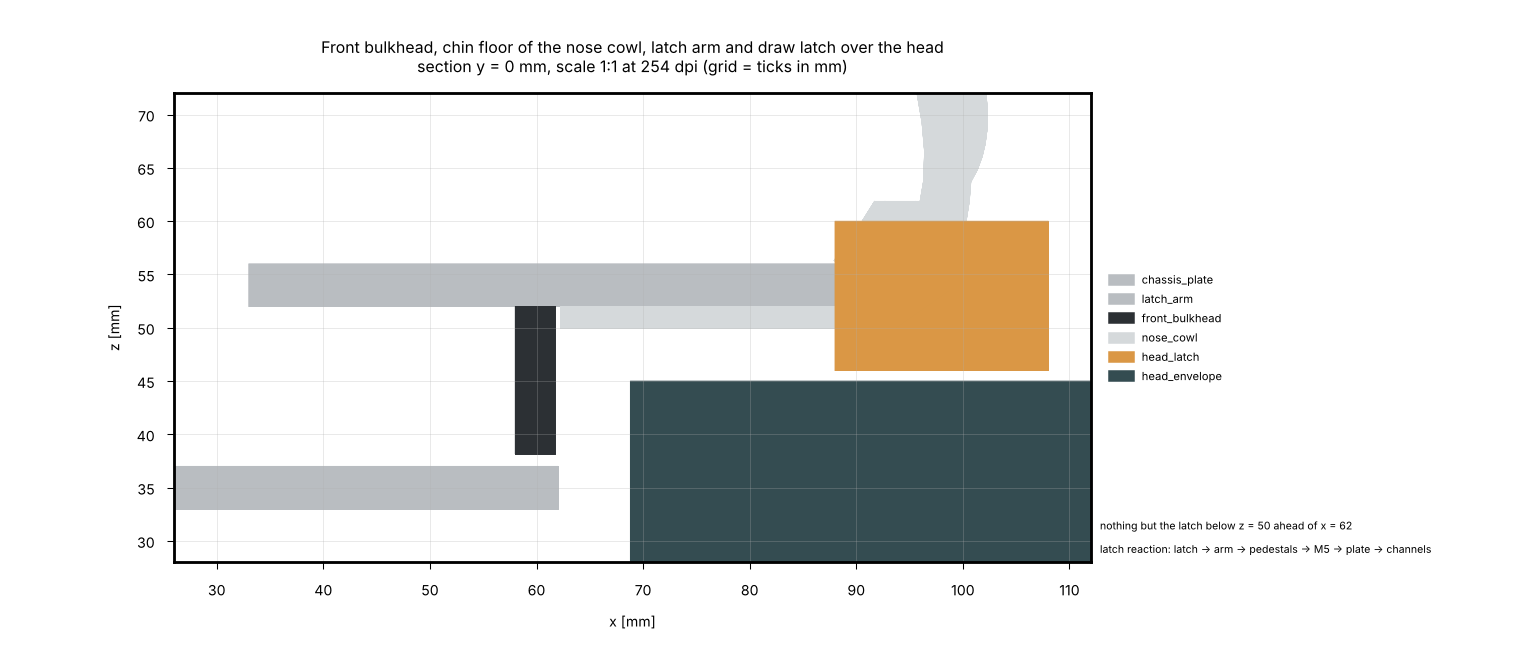 Front bulkhead, chin floor of the nose cowl, latch arm and draw latch over the head
section y = 0 mm, scale 1:1 at 254 dpi (grid = ticks in mm)
70
65
60
55
50
45
40
35
30
z [mm]
30 40 50 60 70 80 90 100 110
x [mm]
chassis_plate
latch_arm
front_bulkhead
nose_cowl
head_latch
head_envelope
nothing but the latch below z = 50 ahead of x = 62
latch reaction: latch → arm → pedestals → M5 → plate → channels